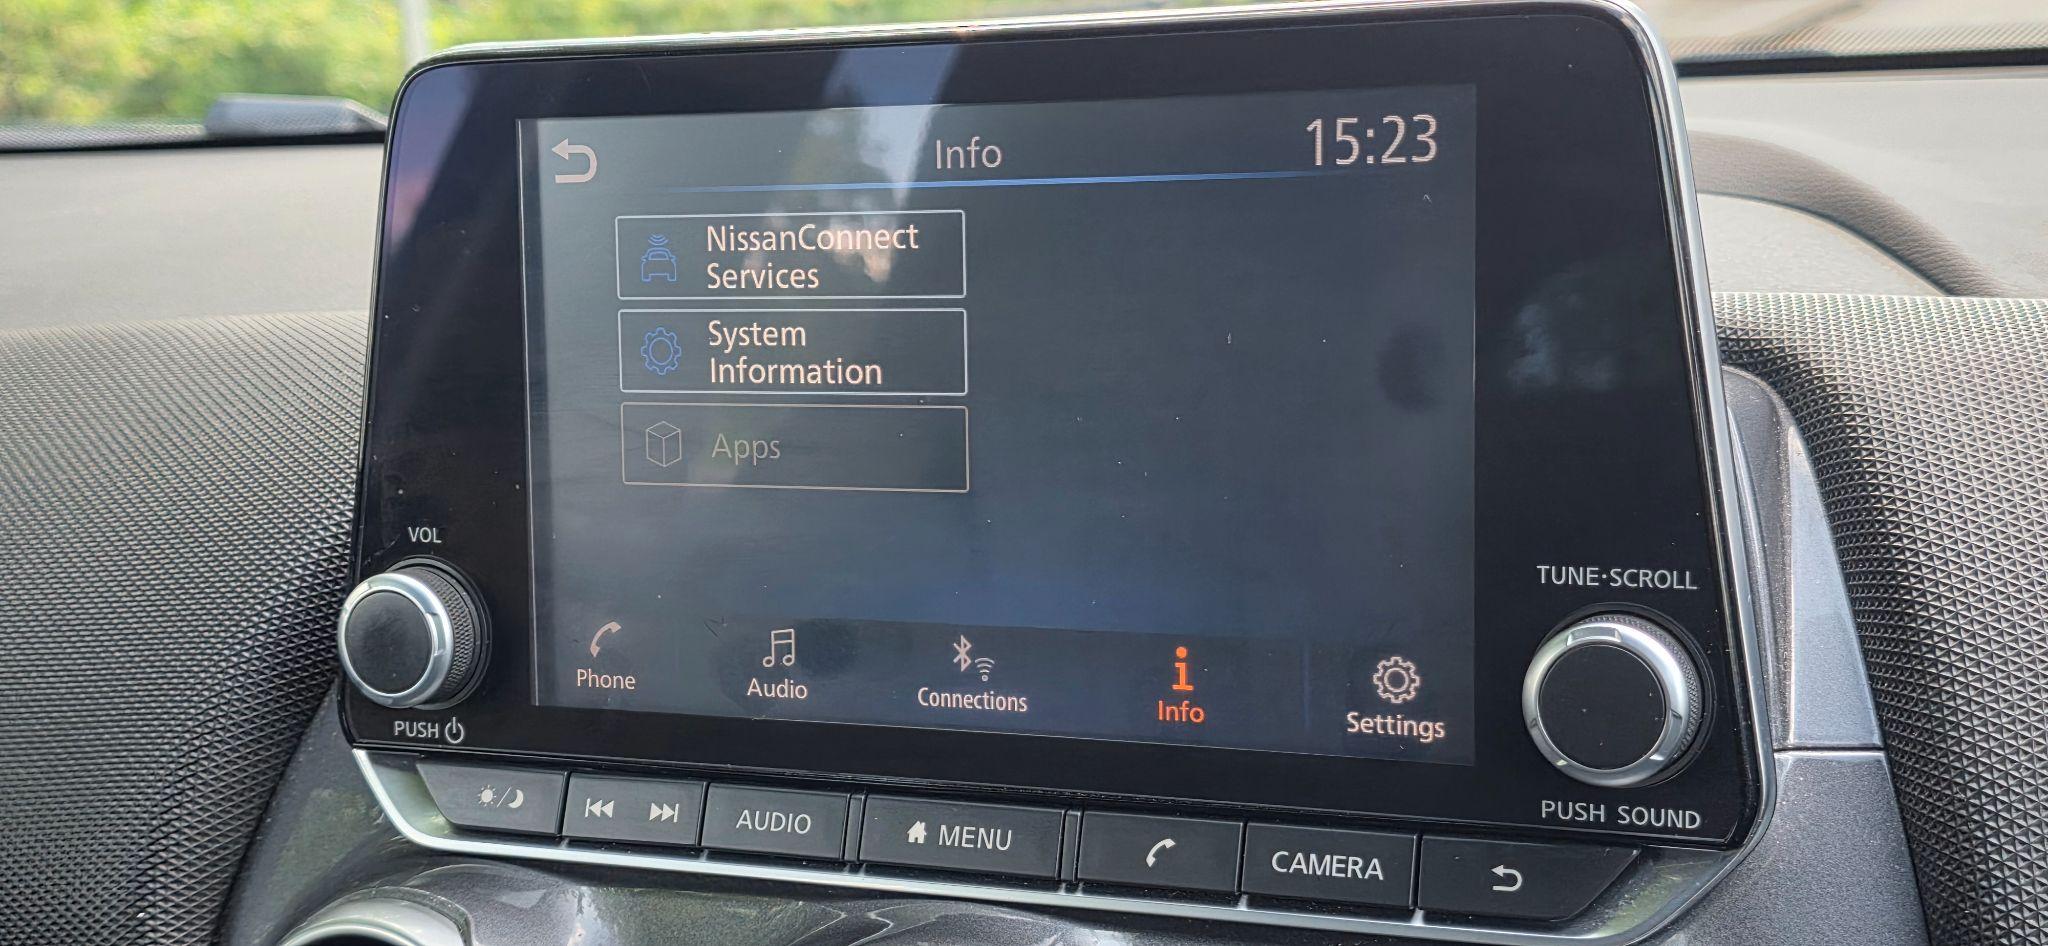 Info
15:23
NissanConnect
Services
System
Information
Apps
VOL
TUNE·SCROLL
Phone
Audio
Connections
Info
Settings
PUSH
PUSH SOUND
AUDIO
MENU
CAMERA